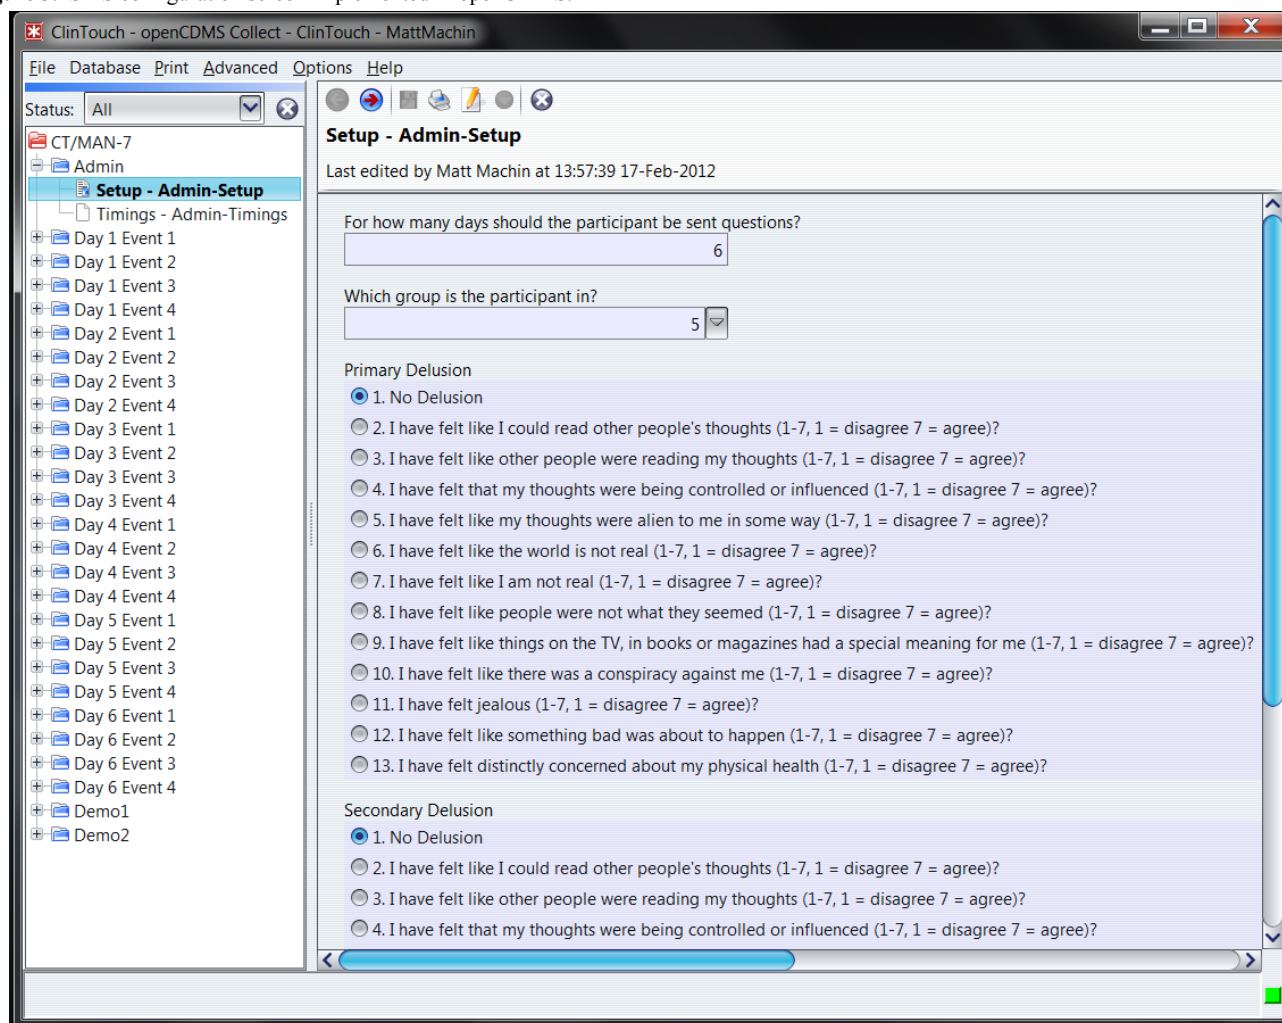 ClinTouch - openCDMS Collect - ClinTouch - MattMachin
File Database Print Advanced Options Help
Status: All
CT/MAN-7
Admin
Setup - Admin-Setup
Timings - Admin-Timings
Day 1 Event 1
Day 1 Event 2
Day 1 Event 3
Day 1 Event 4
Day 2 Event 1
Day 2 Event 2
Day 2 Event 3
Day 2 Event 4
Day 3 Event 1
Day 3 Event 2
Day 3 Event 3
Day 3 Event 4
Day 4 Event 1
Day 4 Event 2
Day 4 Event 3
Day 4 Event 4
Day 5 Event 1
Day 5 Event 2
Day 5 Event 3
Day 5 Event 4
Day 6 Event 1
Day 6 Event 2
Day 6 Event 3
Day 6 Event 4
Demo1
Demo2
Setup - Admin-Setup
Last edited by Matt Machin at 13:57:39 17-Feb-2012
For how many days should the participant be sent questions?
6
Which group is the participant in?
5
Primary Delusion
1. No Delusion
2. I have felt like I could read other people's thoughts (1-7, 1 = disagree 7 = agree)?
3. I have felt like other people were reading my thoughts (1-7, 1 = disagree 7 = agree)?
4. I have felt that my thoughts were being controlled or influenced (1-7, 1 = disagree 7 = agree)?
5. I have felt like my thoughts were alien to me in some way (1-7, 1 = disagree 7 = agree)?
6. I have felt like the world is not real (1-7, 1 = disagree 7 = agree)?
7. I have felt like I am not real (1-7, 1 = disagree 7 = agree)?
8. I have felt like people were not what they seemed (1-7, 1 = disagree 7 = agree)?
9. I have felt like things on the TV, in books or magazines had a special meaning for me (1-7, 1 = disagree 7 = agree)?
10. I have felt like there was a conspiracy against me (1-7, 1 = disagree 7 = agree)?
11. I have felt jealous (1-7, 1 = disagree 7 = agree)?
12. I have felt like something bad was about to happen (1-7, 1 = disagree 7 = agree)?
13. I have felt distinctly concerned about my physical health (1-7, 1 = disagree 7 = agree)?
Secondary Delusion
1. No Delusion
2. I have felt like I could read other people's thoughts (1-7, 1 = disagree 7 = agree)?
3. I have felt like other people were reading my thoughts (1-7, 1 = disagree 7 = agree)?
4. I have felt that my thoughts were being controlled or influenced (1-7, 1 = disagree 7 = agree)?